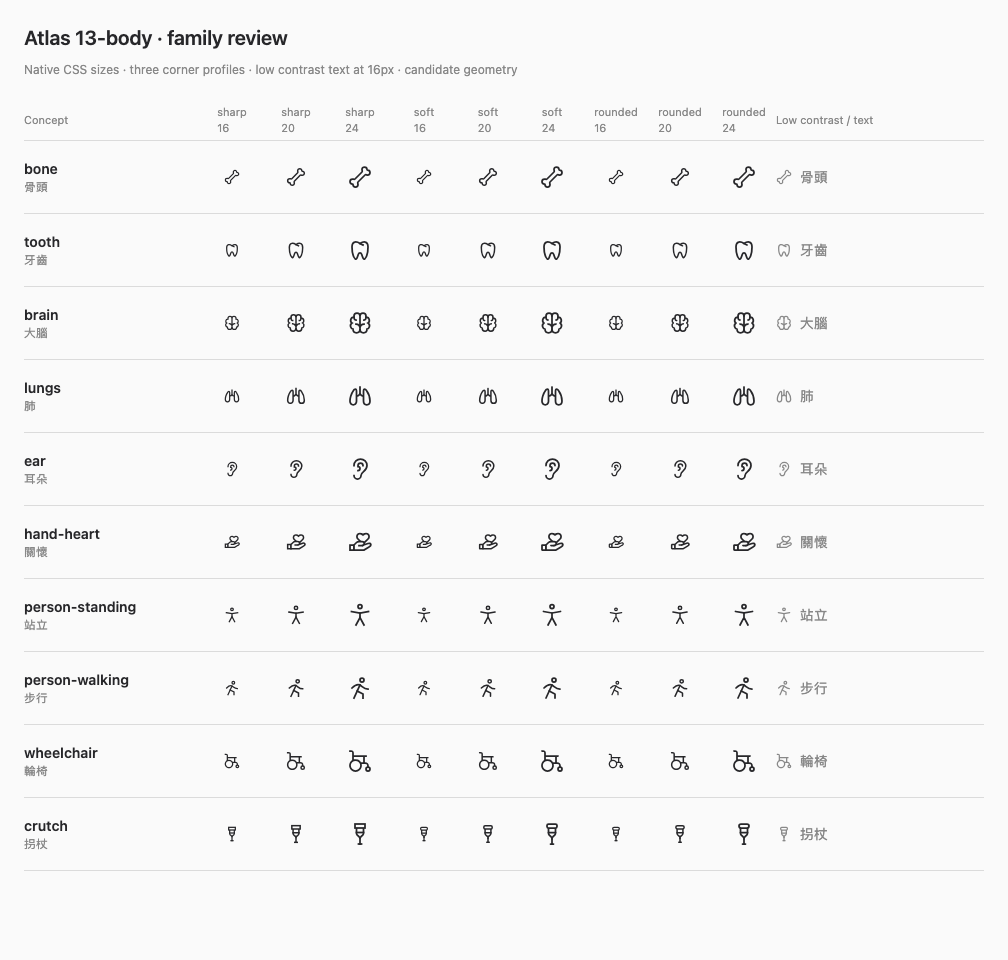 Atlas 13-body · family review
Native CSS sizes · three corner profiles · low contrast text at 16px · candidate geometry
Concept sharp 16 sharp 20 sharp 24 soft 16 soft 20 soft 24 rounded 16 rounded 20 rounded 24 Low contrast / text
bone 骨頭
骨頭
tooth 牙齒
牙齒
brain 大腦
大腦
lungs 肺
肺
ear 耳朵
耳朵
hand-heart 關懷
關懷
person-standing 站立
站立
person-walking 步行
步行
wheelchair 輪椅
輪椅
crutch 拐杖
拐杖